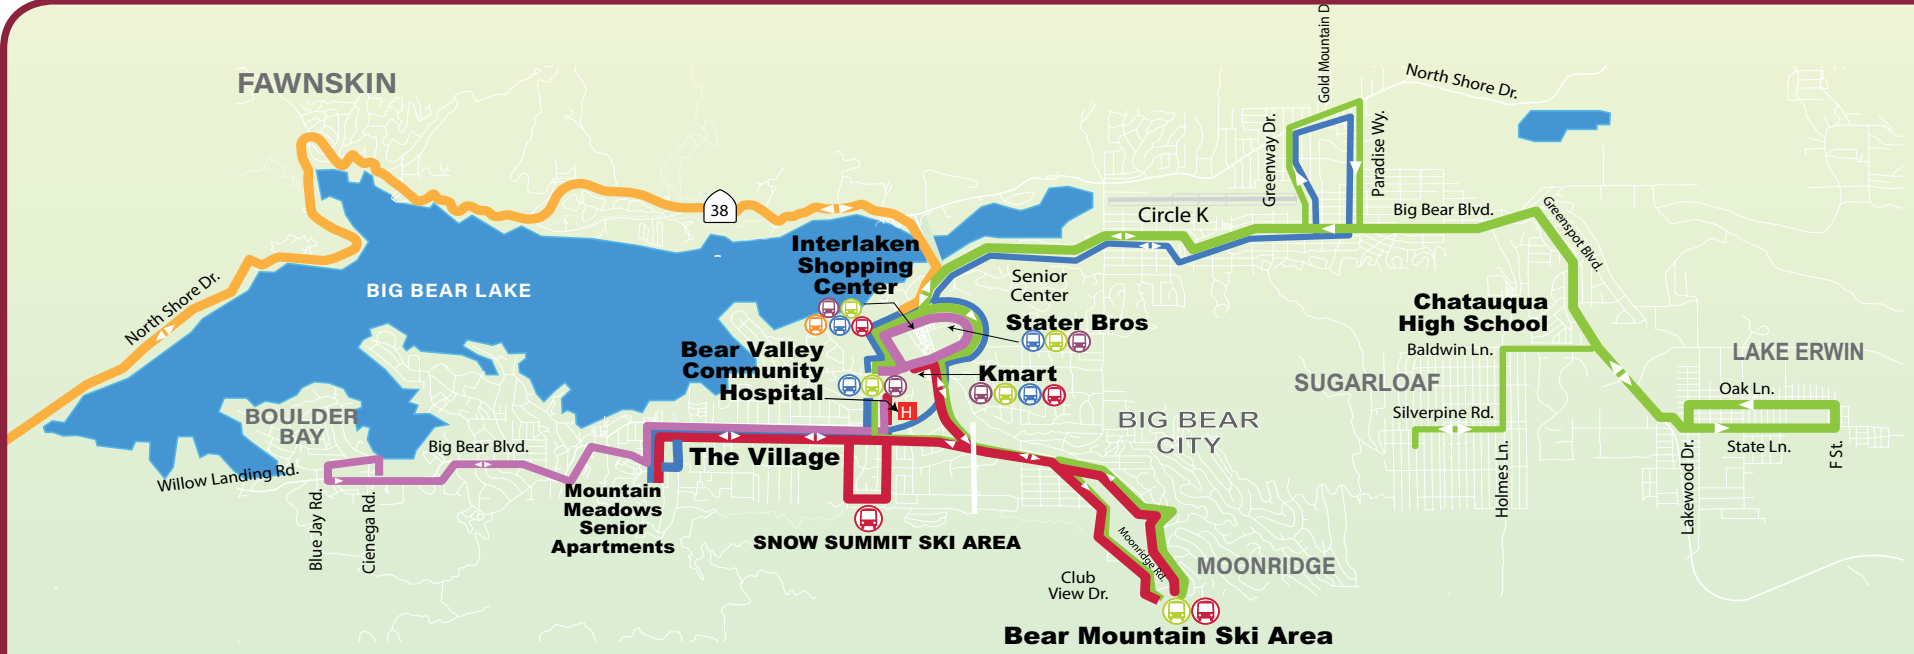 FAWNSKIN
North Shore Dr.
Gold Mountain D
Greenway Dr.
Paradise Wy.
Circle K
Big Bear Blvd.
Greenspot Blvd.
38
Interlaken
Shopping
Center
Senior
Center
BIG BEAR LAKE
North Shore Dr.
Stater Bros
Chatauqua
High School
Baldwin Ln.
LAKE ERWIN
Bear Valley
Community
Hospital
Kmart
H
SUGARLOAF
Oak Ln.
Silverpine Rd.
BIG BEAR
CITY
BOULDER
BAY
Big Bear Blvd.
The Village
State Ln.
F St.
Willow Landing Rd.
Blue Jay Rd.
Cienega Rd.
Mountain
Meadows
Senior
Apartments
Holmes Ln.
Lakewood Dr.
SNOW SUMMIT SKI AREA
Moonridge Rd.
MOONRIDGE
Club
View Dr.
Bear Mountain Ski Area